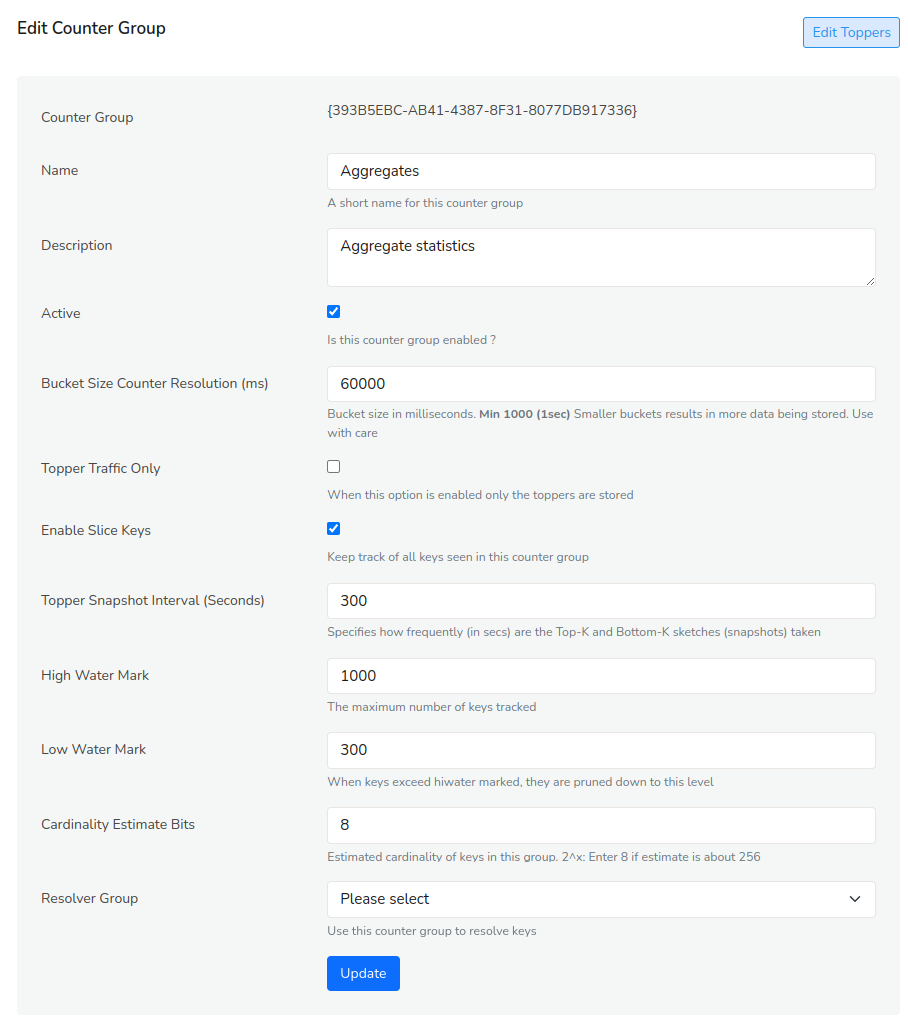 Edit Counter Group
Edit Toppers
Counter Group
{393B5EBC-AB41-4387-8F31-8077DB917336}
Name
Aggregates
A short name for this counter group
Description
Aggregate statistics
Active
Is this counter group enabled ?
Bucket Size Counter Resolution (ms)
60000
Bucket size in milliseconds. Min 1000 (1sec) Smaller buckets results in more data being stored. Use
with care
Topper Traffic Only
When this option is enabled only the toppers are stored
Enable Slice Keys
Keep track of all keys seen in this counter group
Topper Snapshot Interval (Seconds)
300
Specifies how frequently (in secs) are the Top-K and Bottom-K sketches (snapshots) taken
High Water Mark
1000
The maximum number of keys tracked
Low Water Mark
300
When keys exceed hiwater marked, they are pruned down to this level
Cardinality Estimate Bits
8
Estimated cardinality of keys in this group. 2^x: Enter 8 if estimate is about 256
Resolver Group
Please select
Use this counter group to resolve keys
Update